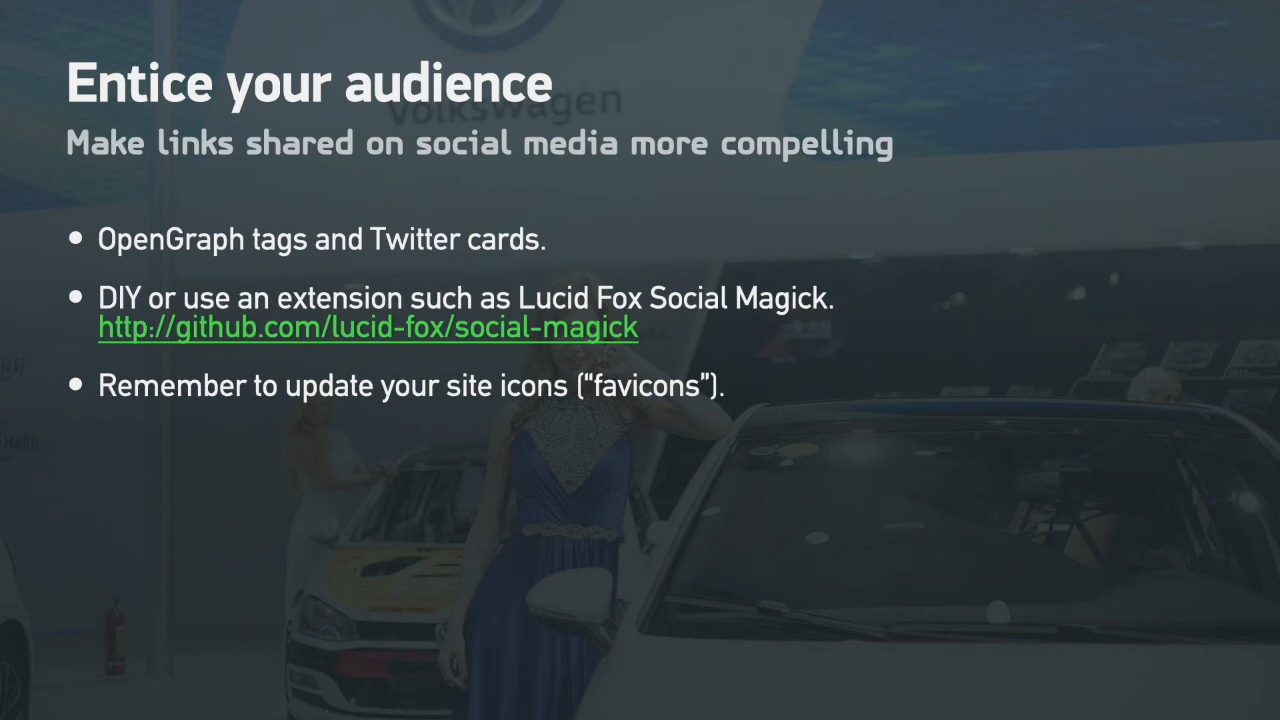 Entice your audience
Volkswagen
Make links shared on social media more compelling
• OpenGraph tags and Twitter cards.
• DIY or use an extension such as Lucid Fox Social Magick.
http://github.com/lucid-fox/social-magick
• Remember to update your site icons (“favicons”).
Hello